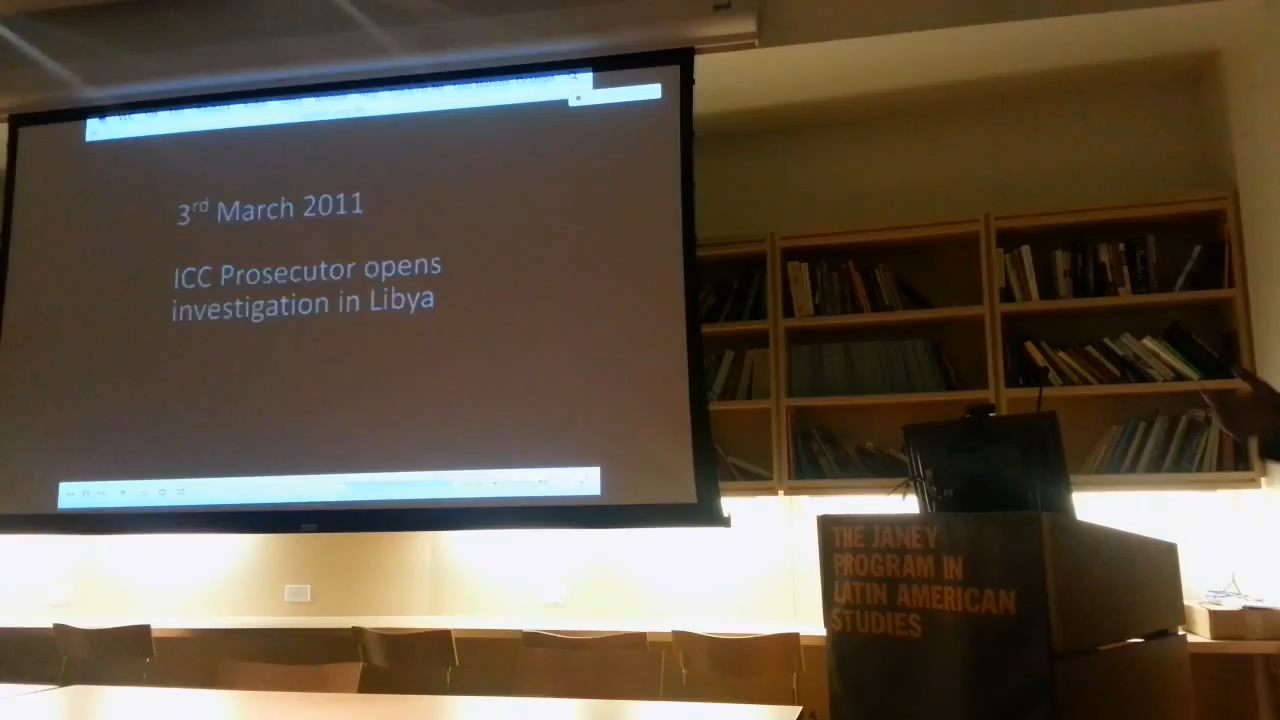 3rd March 2011
ICC Prosecutor opens
investigation in Libya
THE JANEY
PROGRAM IN
LATIN AMERICAN
STUDIES